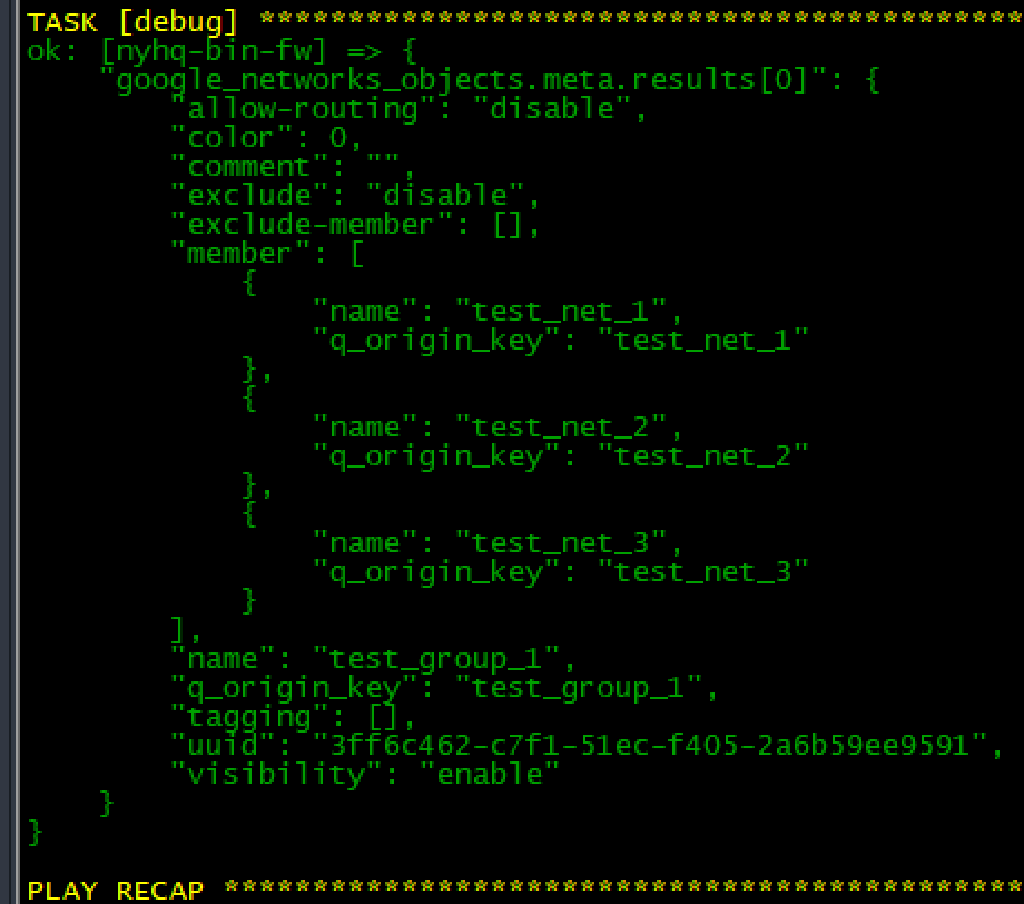 TASK [debug] *******************************************
ok: [nyhq-bin-fw] => {
    "google_networks_objects.meta.results[0]": {
        "allow-routing": "disable",
        "color": 0,
        "comment": "",
        "exclude": "disable",
        "exclude-member": [],
        "member": [
            {
                "name": "test_net_1",
                "q_origin_key": "test_net_1"
            },
            {
                "name": "test_net_2",
                "q_origin_key": "test_net_2"
            },
            {
                "name": "test_net_3",
                "q_origin_key": "test_net_3"
            }
        ],
        "name": "test_group_1",
        "q_origin_key": "test_group_1",
        "tagging": [],
        "uuid": "3ff6c462-c7f1-51ec-f405-2a6b59ee9591",
        "visibility": "enable"
    }
}
PLAY RECAP *********************************************